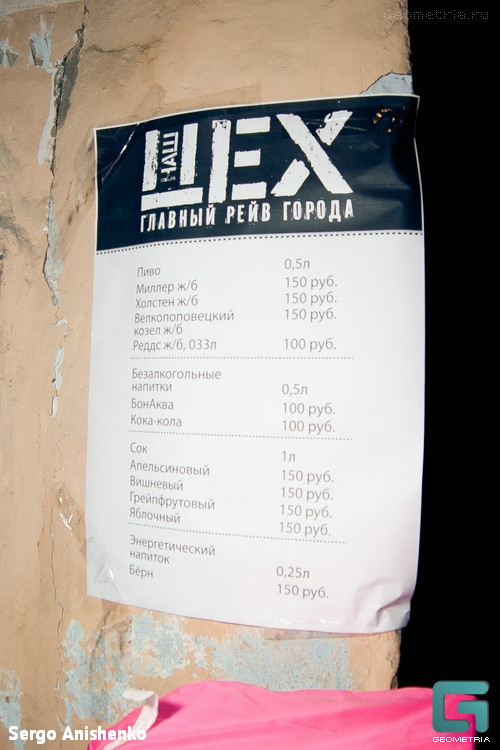 Geometria.ru
НАШ
ЦЕХ
ГЛАВНЫЙ РЕЙВ ГОРОДА
Пиво 0,5л
Миллер ж/б 150 руб.
Холстен ж/б 150 руб.
Велкопоповецкий 150 руб.
козел ж/б
Реддс ж/б, 033л 100 руб.
Безалкогольные
напитки 0,5л
БонАква 100 руб.
Кока-кола 100 руб.
Сок 1л
Апельсиновый 150 руб.
Вишневый 150 руб.
Грейпфрутовый 150 руб.
Яблочный 150 руб.
Энергетический
напиток
Бёрн 0,25л
150 руб.
Sergo Anishenko
GEOMETRIA